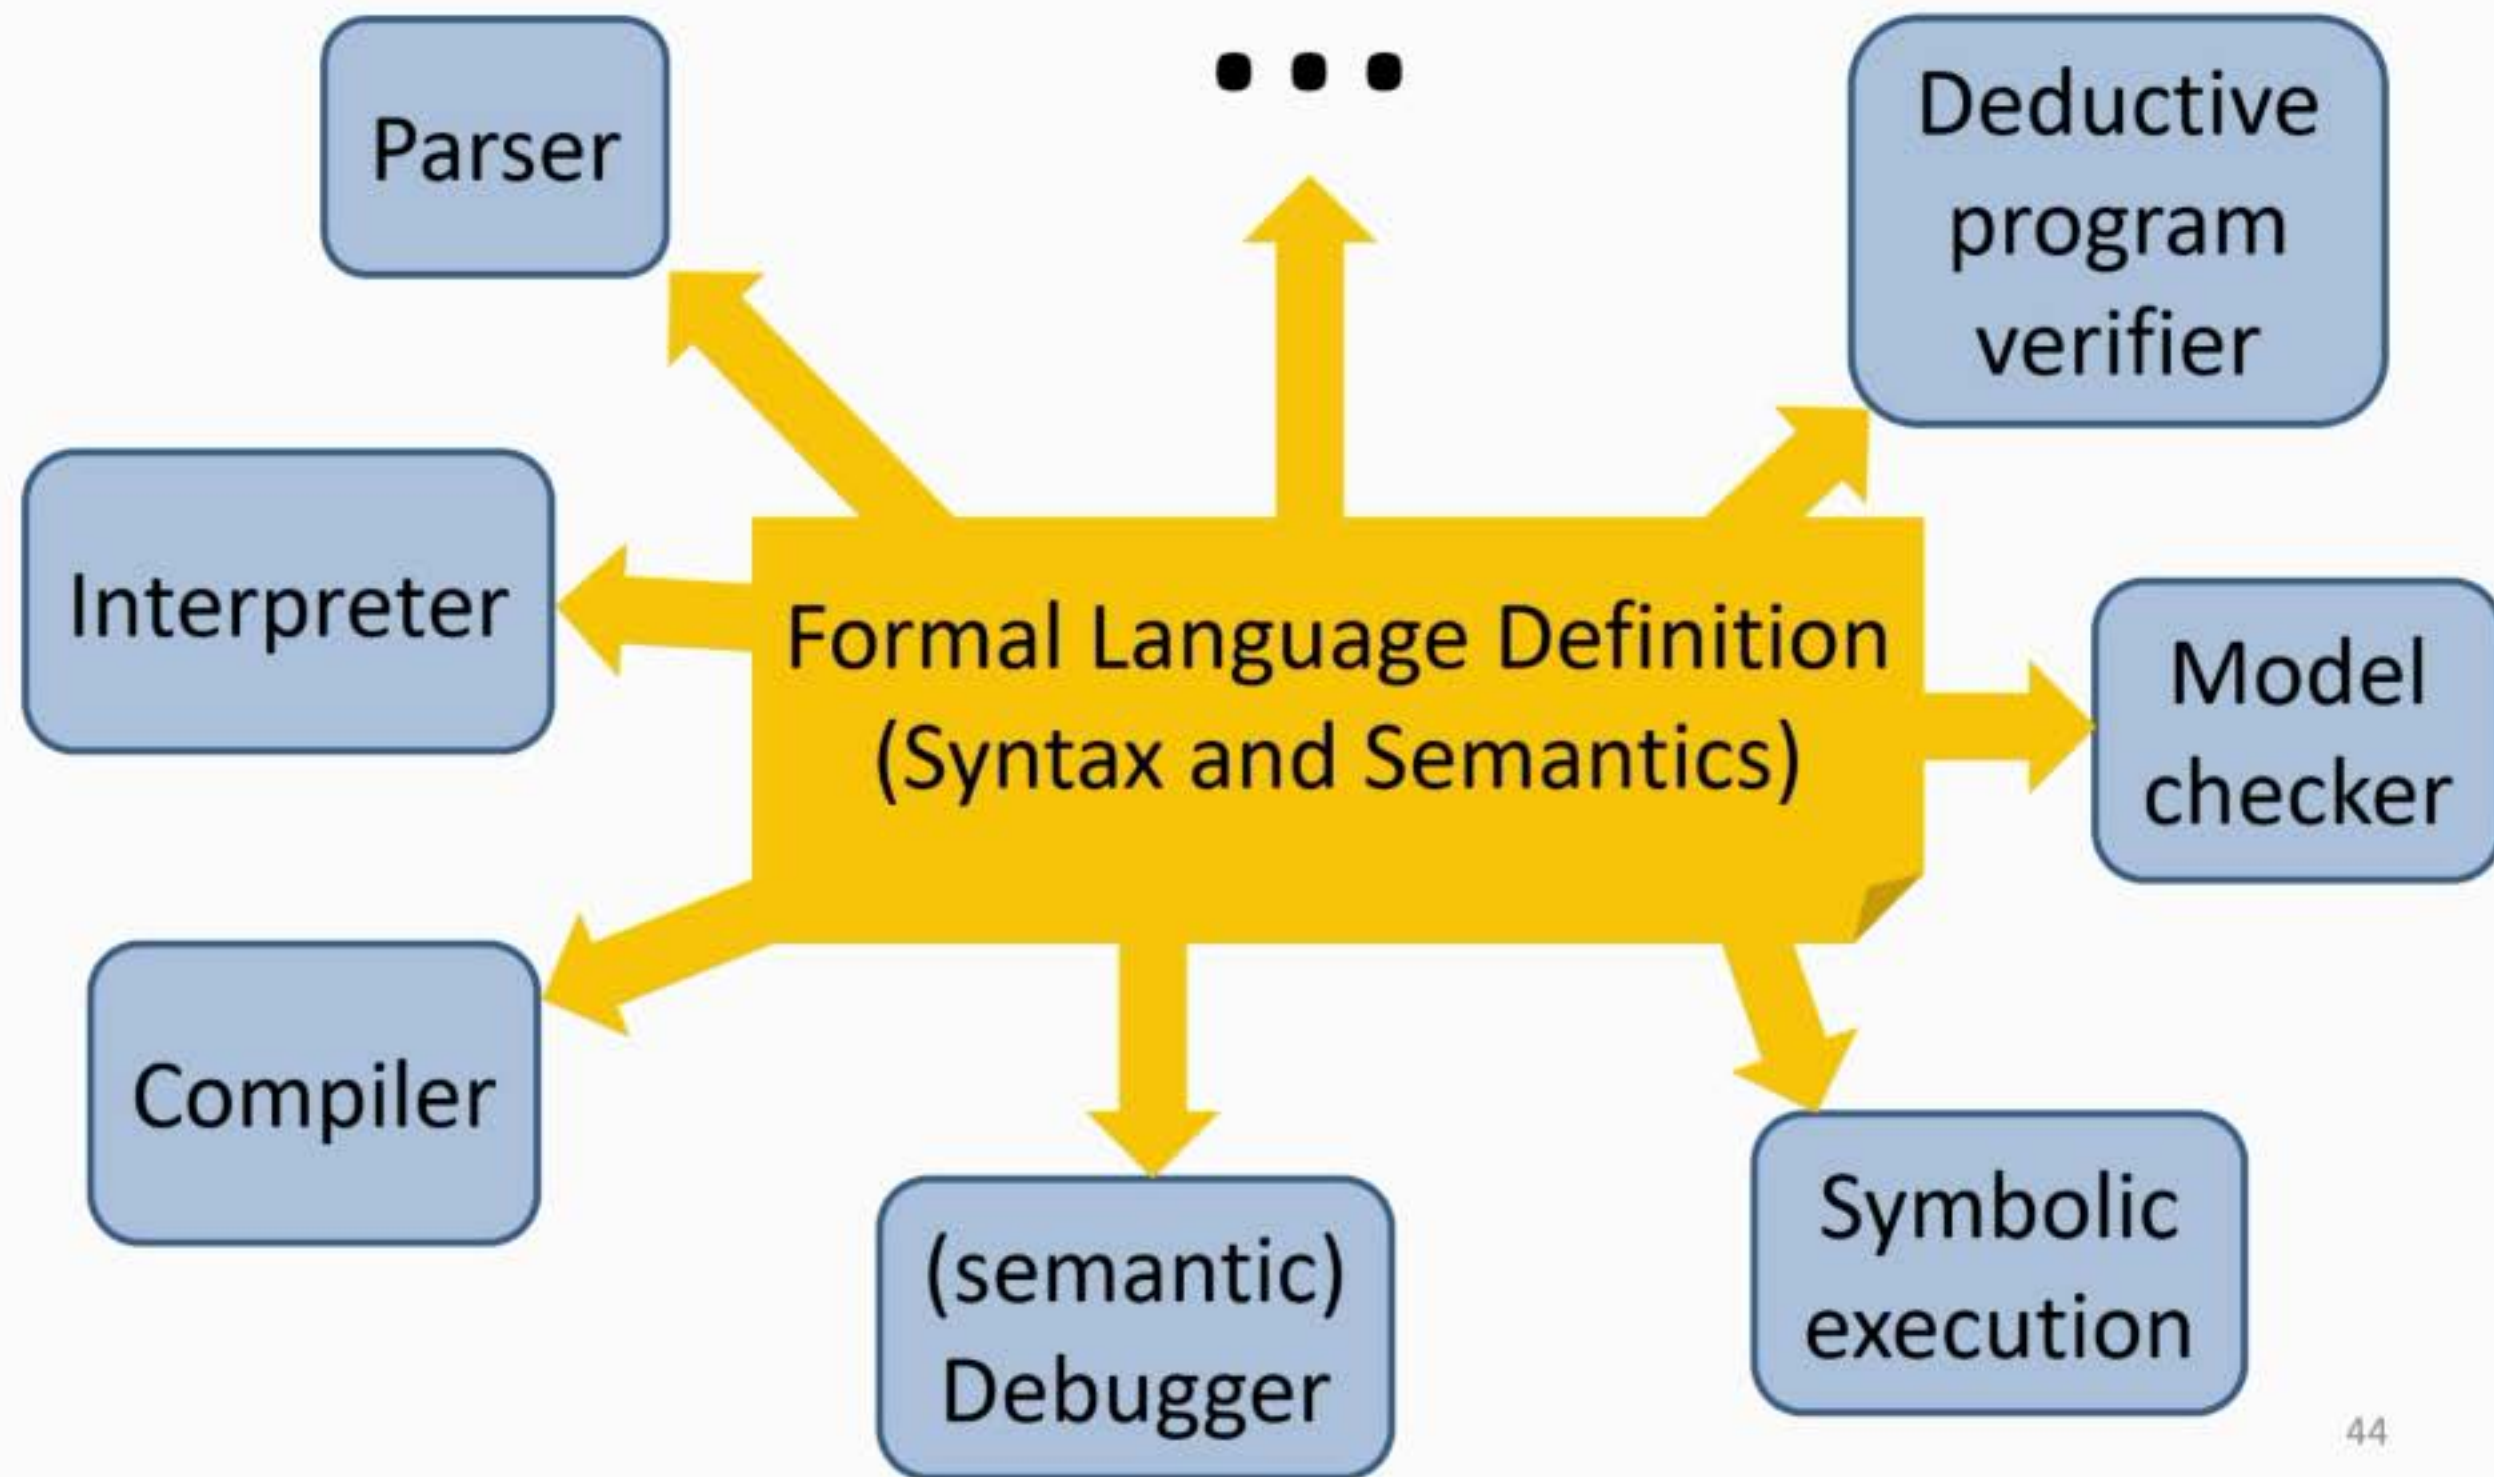 Parser
...
Deductive
program
verifier
Interpreter
Formal Language Definition
(Syntax and Semantics)
Model
checker
Compiler
(semantic)
Debugger
Symbolic
execution
44